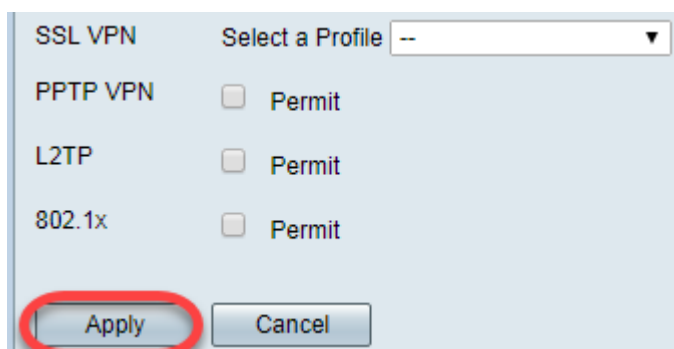 SSL VPN Select a Profile --
PPTP VPN Permit
L2TP Permit
802.1x Permit
Apply Cancel